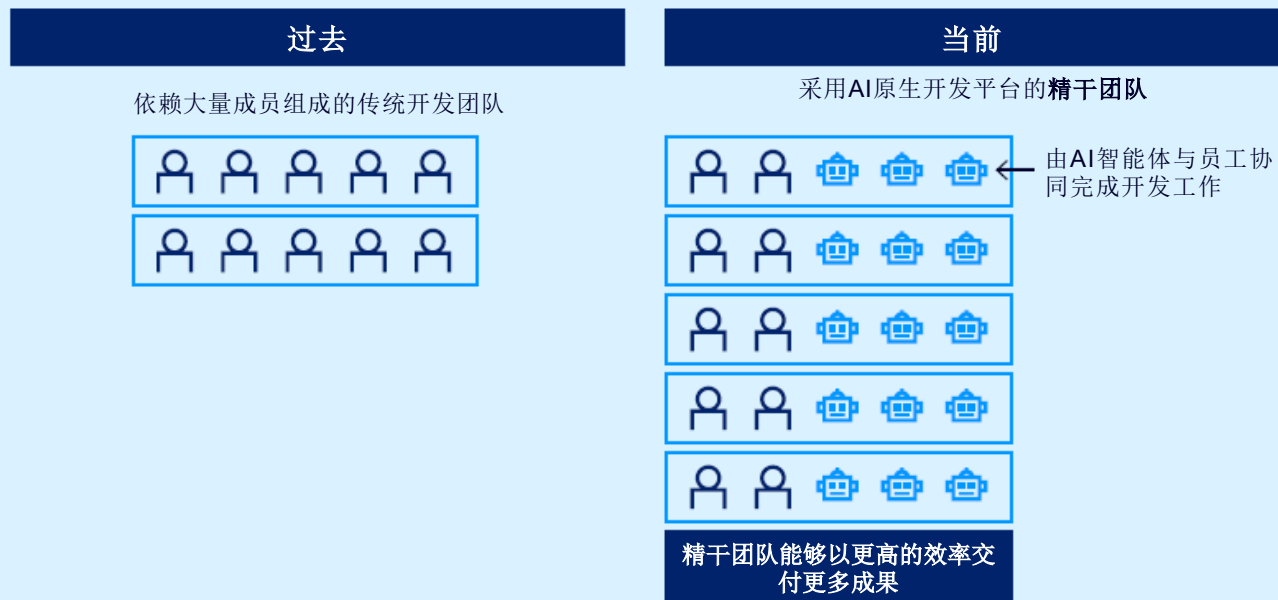 过去
依赖大量成员组成的传统开发团队
当前
采用AI原生开发平台的精干团队
由AI智能体与员工协
同完成开发工作
精干团队能够以更高的效率交
付更多成果